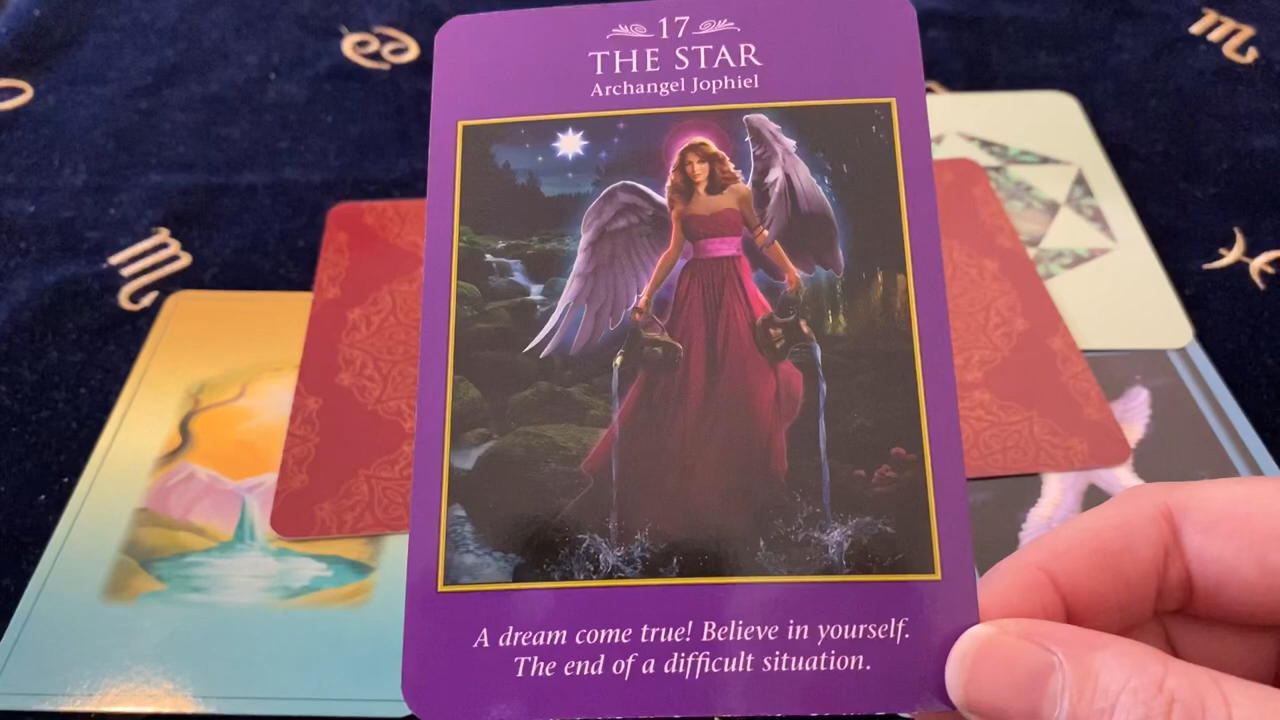 17
THE STAR
Archangel Jophiel
A dream come true! Believe in yourself.
The end of a difficult situation.